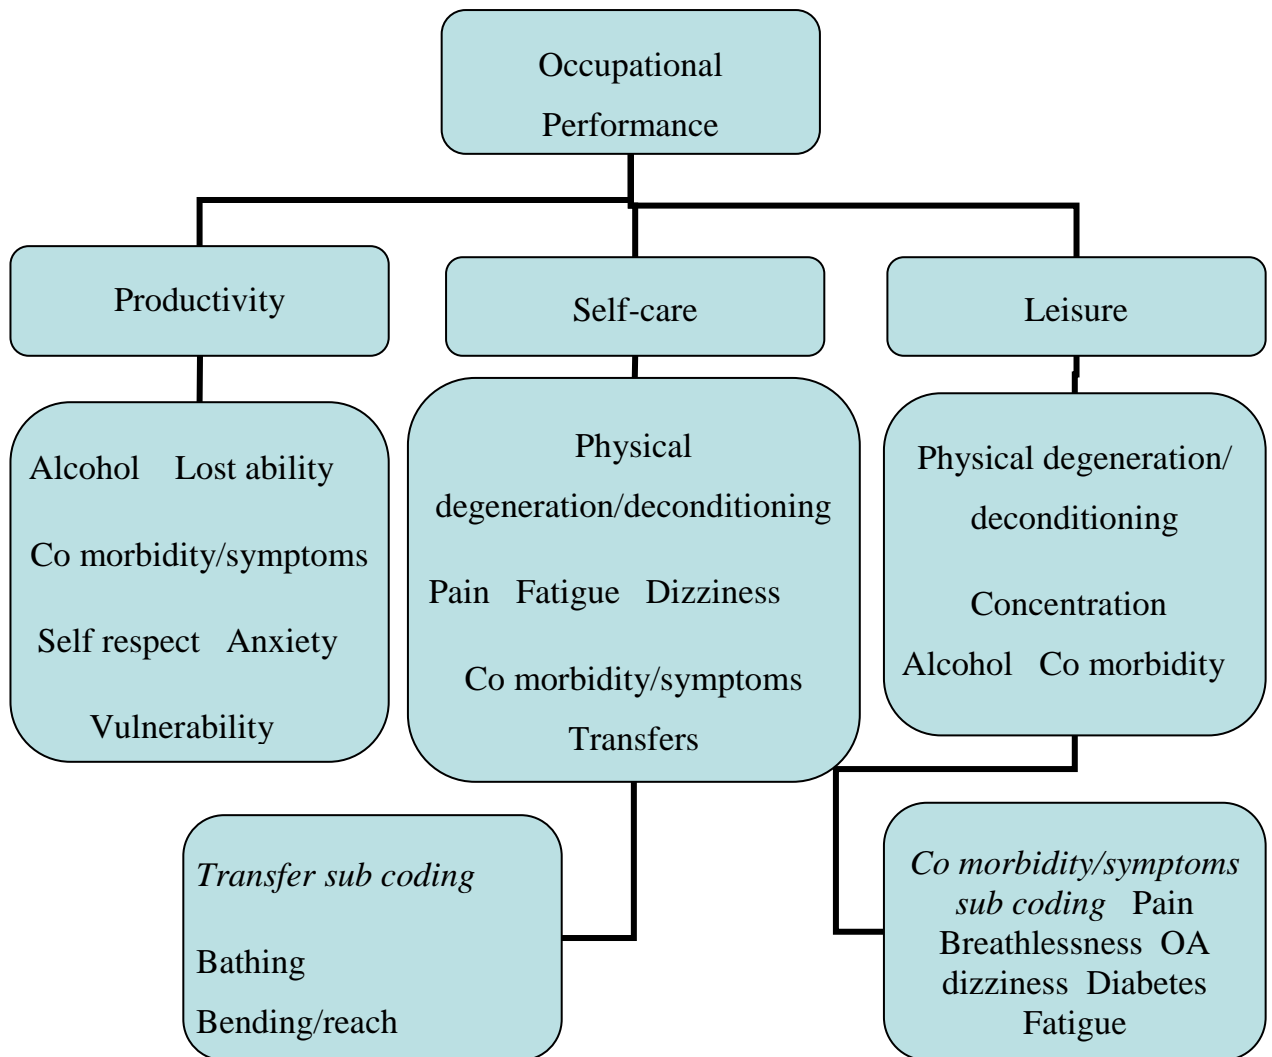 Occupational
Performance
Productivity
Self-care
Leisure
Alcohol Lost ability
Co morbidity/symptoms
Self respect Anxiety
Vulnerability
Physical
degeneration/deconditioning
Pain Fatigue Dizziness
Co morbidity/symptoms
Transfers
Physical degeneration/
deconditioning
Concentration
Alcohol Co morbidity
Transfer sub coding
Bathing
Bending/reach
Co morbidity/symptoms
sub coding Pain
Breathlessness OA
dizziness Diabetes
Fatigue